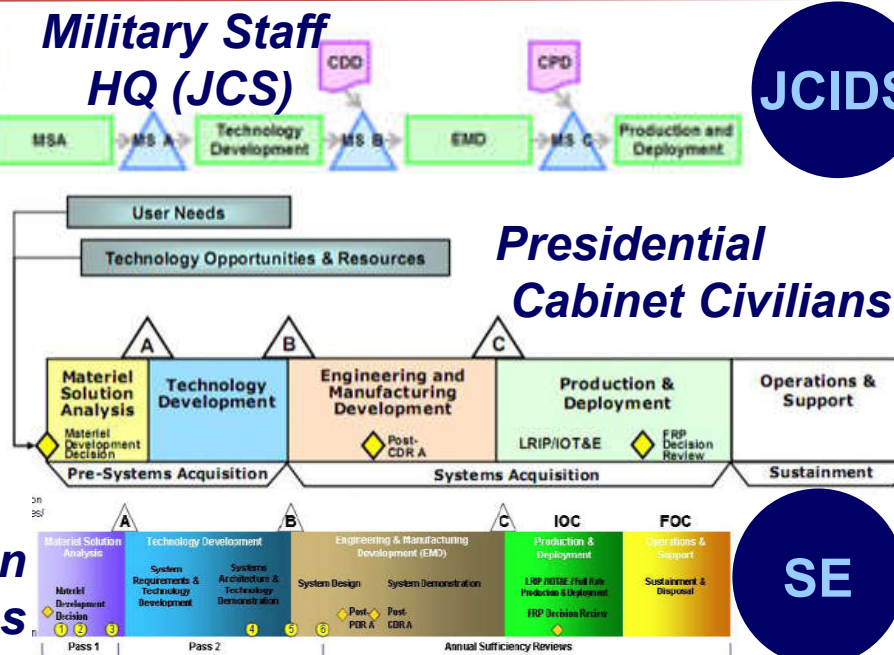 Military Staff
HQ (JCS)
CDD
CPD
JCIDS
MSA
MS A
Technology
Development
MS B
EMD
MS C
Production and
Deployment
User Needs
Technology Opportunities & Resources
Presidential
Cabinet Civilians
A
B
C
Materiel
Solution
Analysis
Technology
Development
Engineering and
Manufacturing
Development
Production &
Deployment
Operations &
Support
Materiel
Development
Decision
Post-
CDR A
LRIP/IOT&E
FRP
Decision
Review
Pre-Systems Acquisition
Systems Acquisition
Sustainment
A
B
C
IOC
FOC
Materiel Solution
Analysis
Technology Development
Engineering & Manufacturing
Development (EMD)
Production &
Deployment
Operations &
Support
System
Requirements &
Technology
Development
Systems
Architecture &
Technology
Demonstration
System Design
System Demonstration
LRIP /IOT&E / Full Rate
Production & Deployment
Sustainment &
Disposal
Materiel
Development
Decision
Post-
PDR A
Post-
CDR A
FRP Decision Review
1
2
3
4
5
6
Pass 1
Pass 2
Annual Sufficiency Reviews
SE